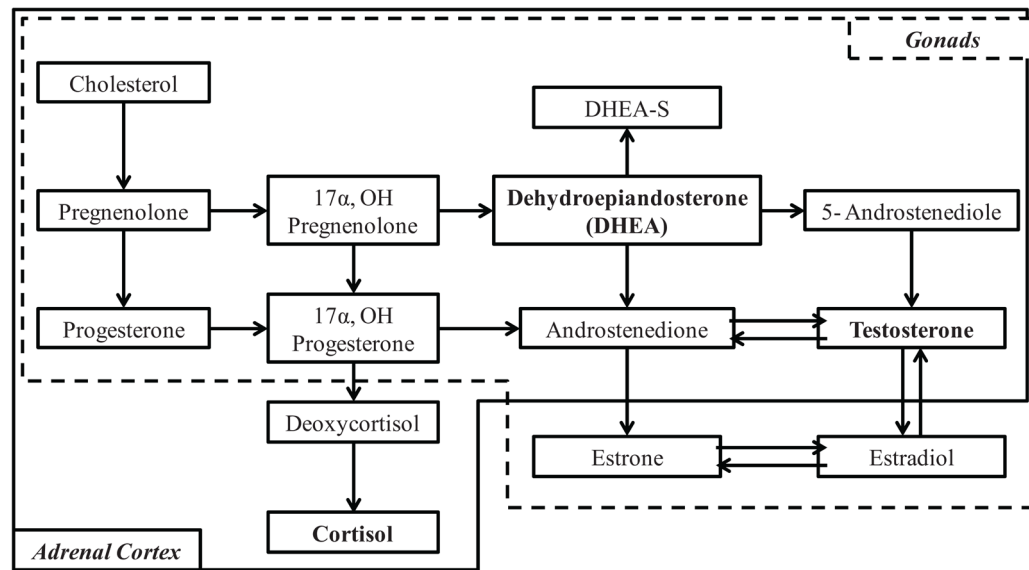 Gonads
Cholesterol
DHEA-S
Pregnenolone
17α, OH
Pregnenolone
Dehydroepiandosterone
(DHEA)
5- Androstenediole
Progesterone
17α, OH
Progesterone
Androstenedione
Testosterone
Deoxycortisol
Estrone
Estradiol
Cortisol
Adrenal Cortex